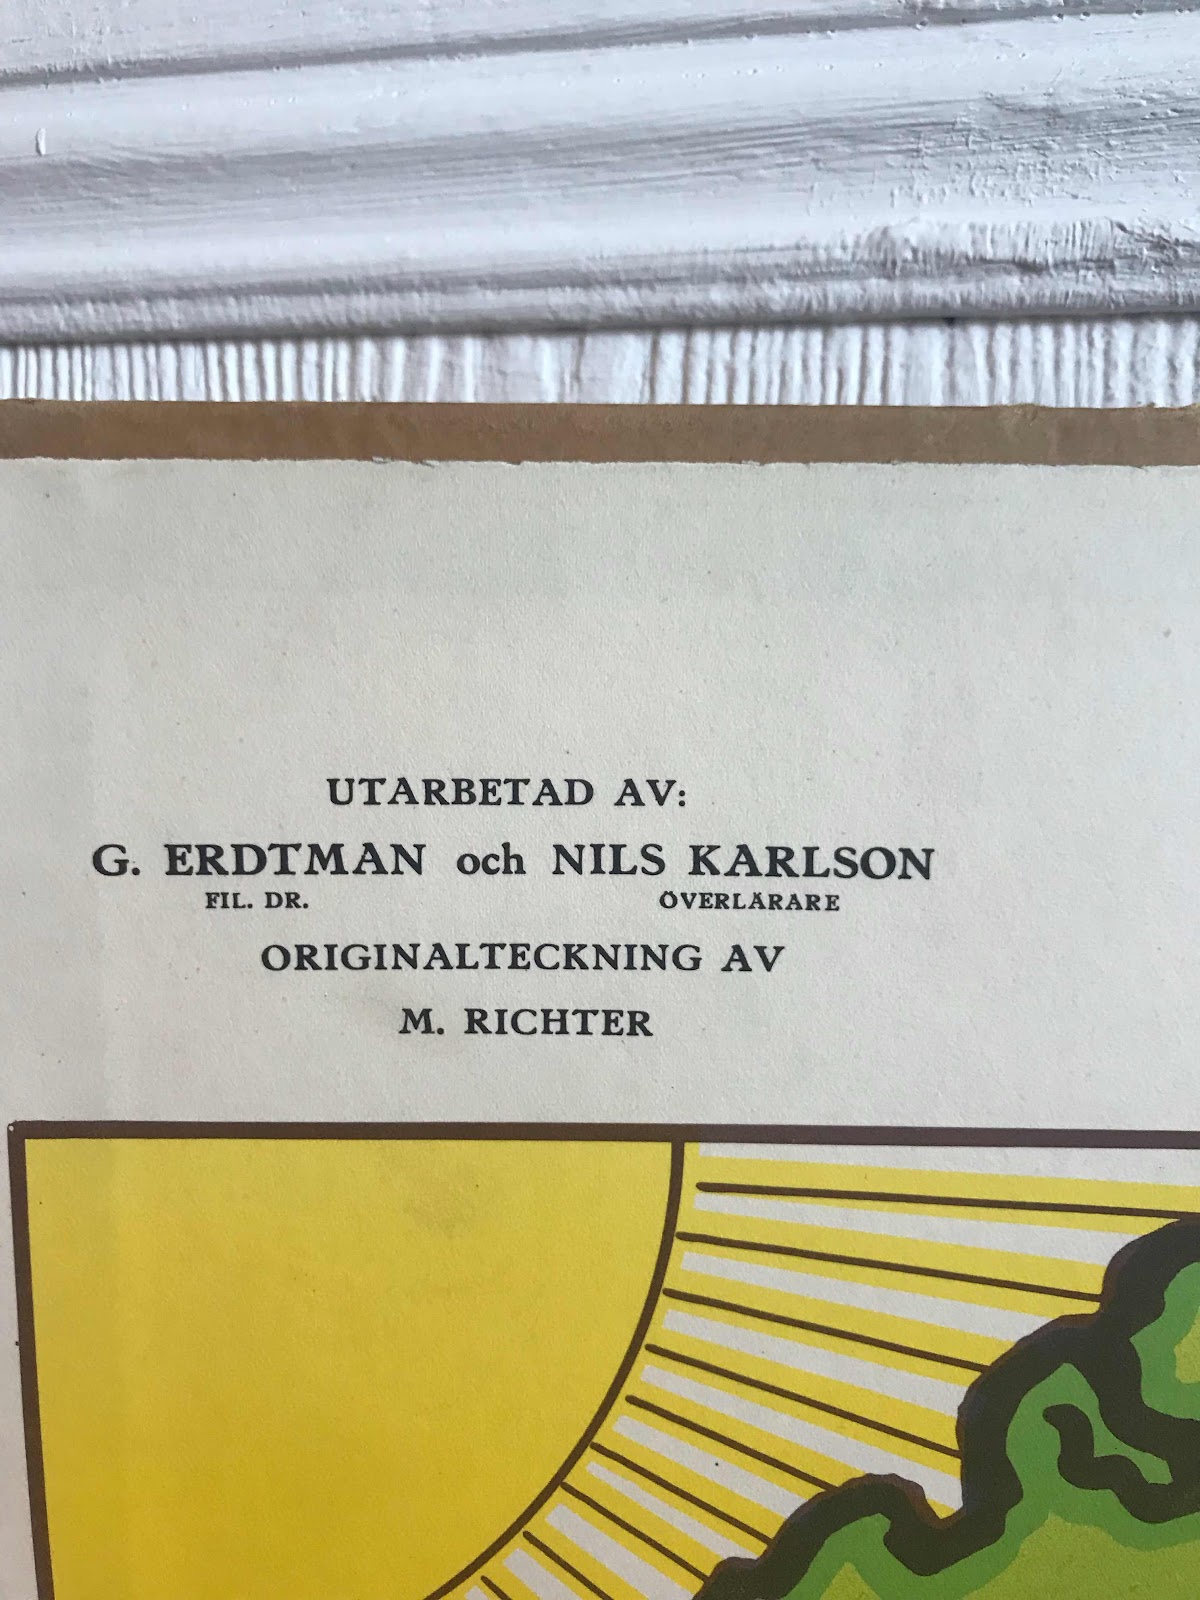 UTARBETAD AV:
G. ERDTMAN och NILS KARLSON
FIL. DR. ÖVERLÄRARE
ORIGINALTECKNING AV
M. RICHTER